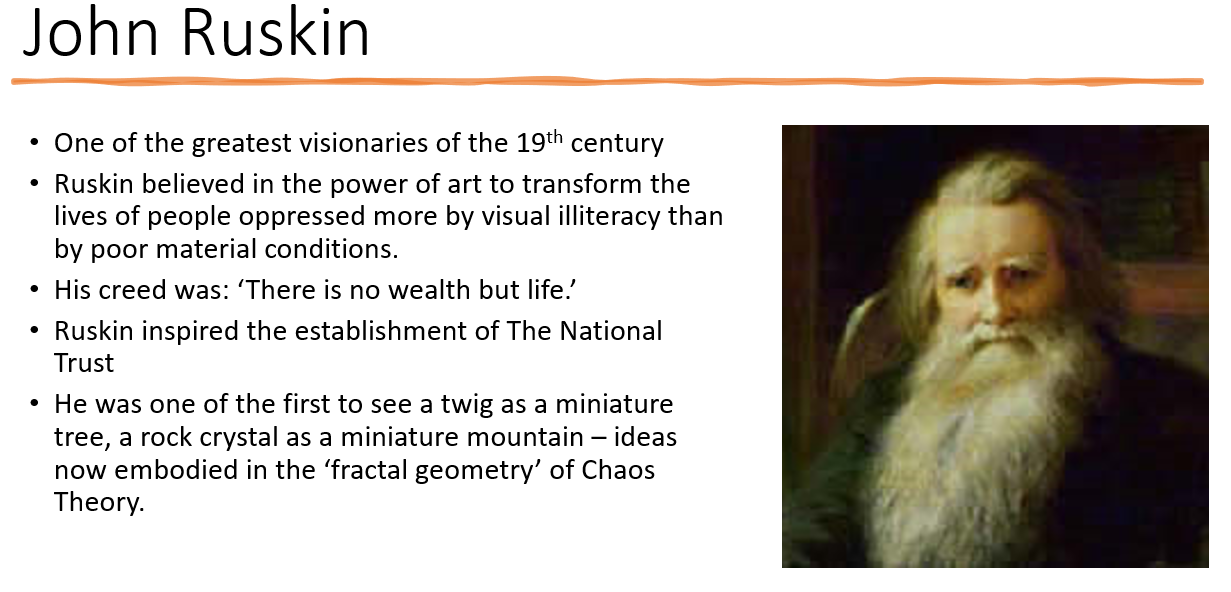 John Ruskin
• One of the greatest visionaries of the 19th century
• Ruskin believed in the power of art to transform the
lives of people oppressed more by visual illiteracy than
by poor material conditions.
• His creed was: ‘There is no wealth but life.’
• Ruskin inspired the establishment of The National
Trust
• He was one of the first to see a twig as a miniature
tree, a rock crystal as a miniature mountain – ideas
now embodied in the ‘fractal geometry’ of Chaos
Theory.